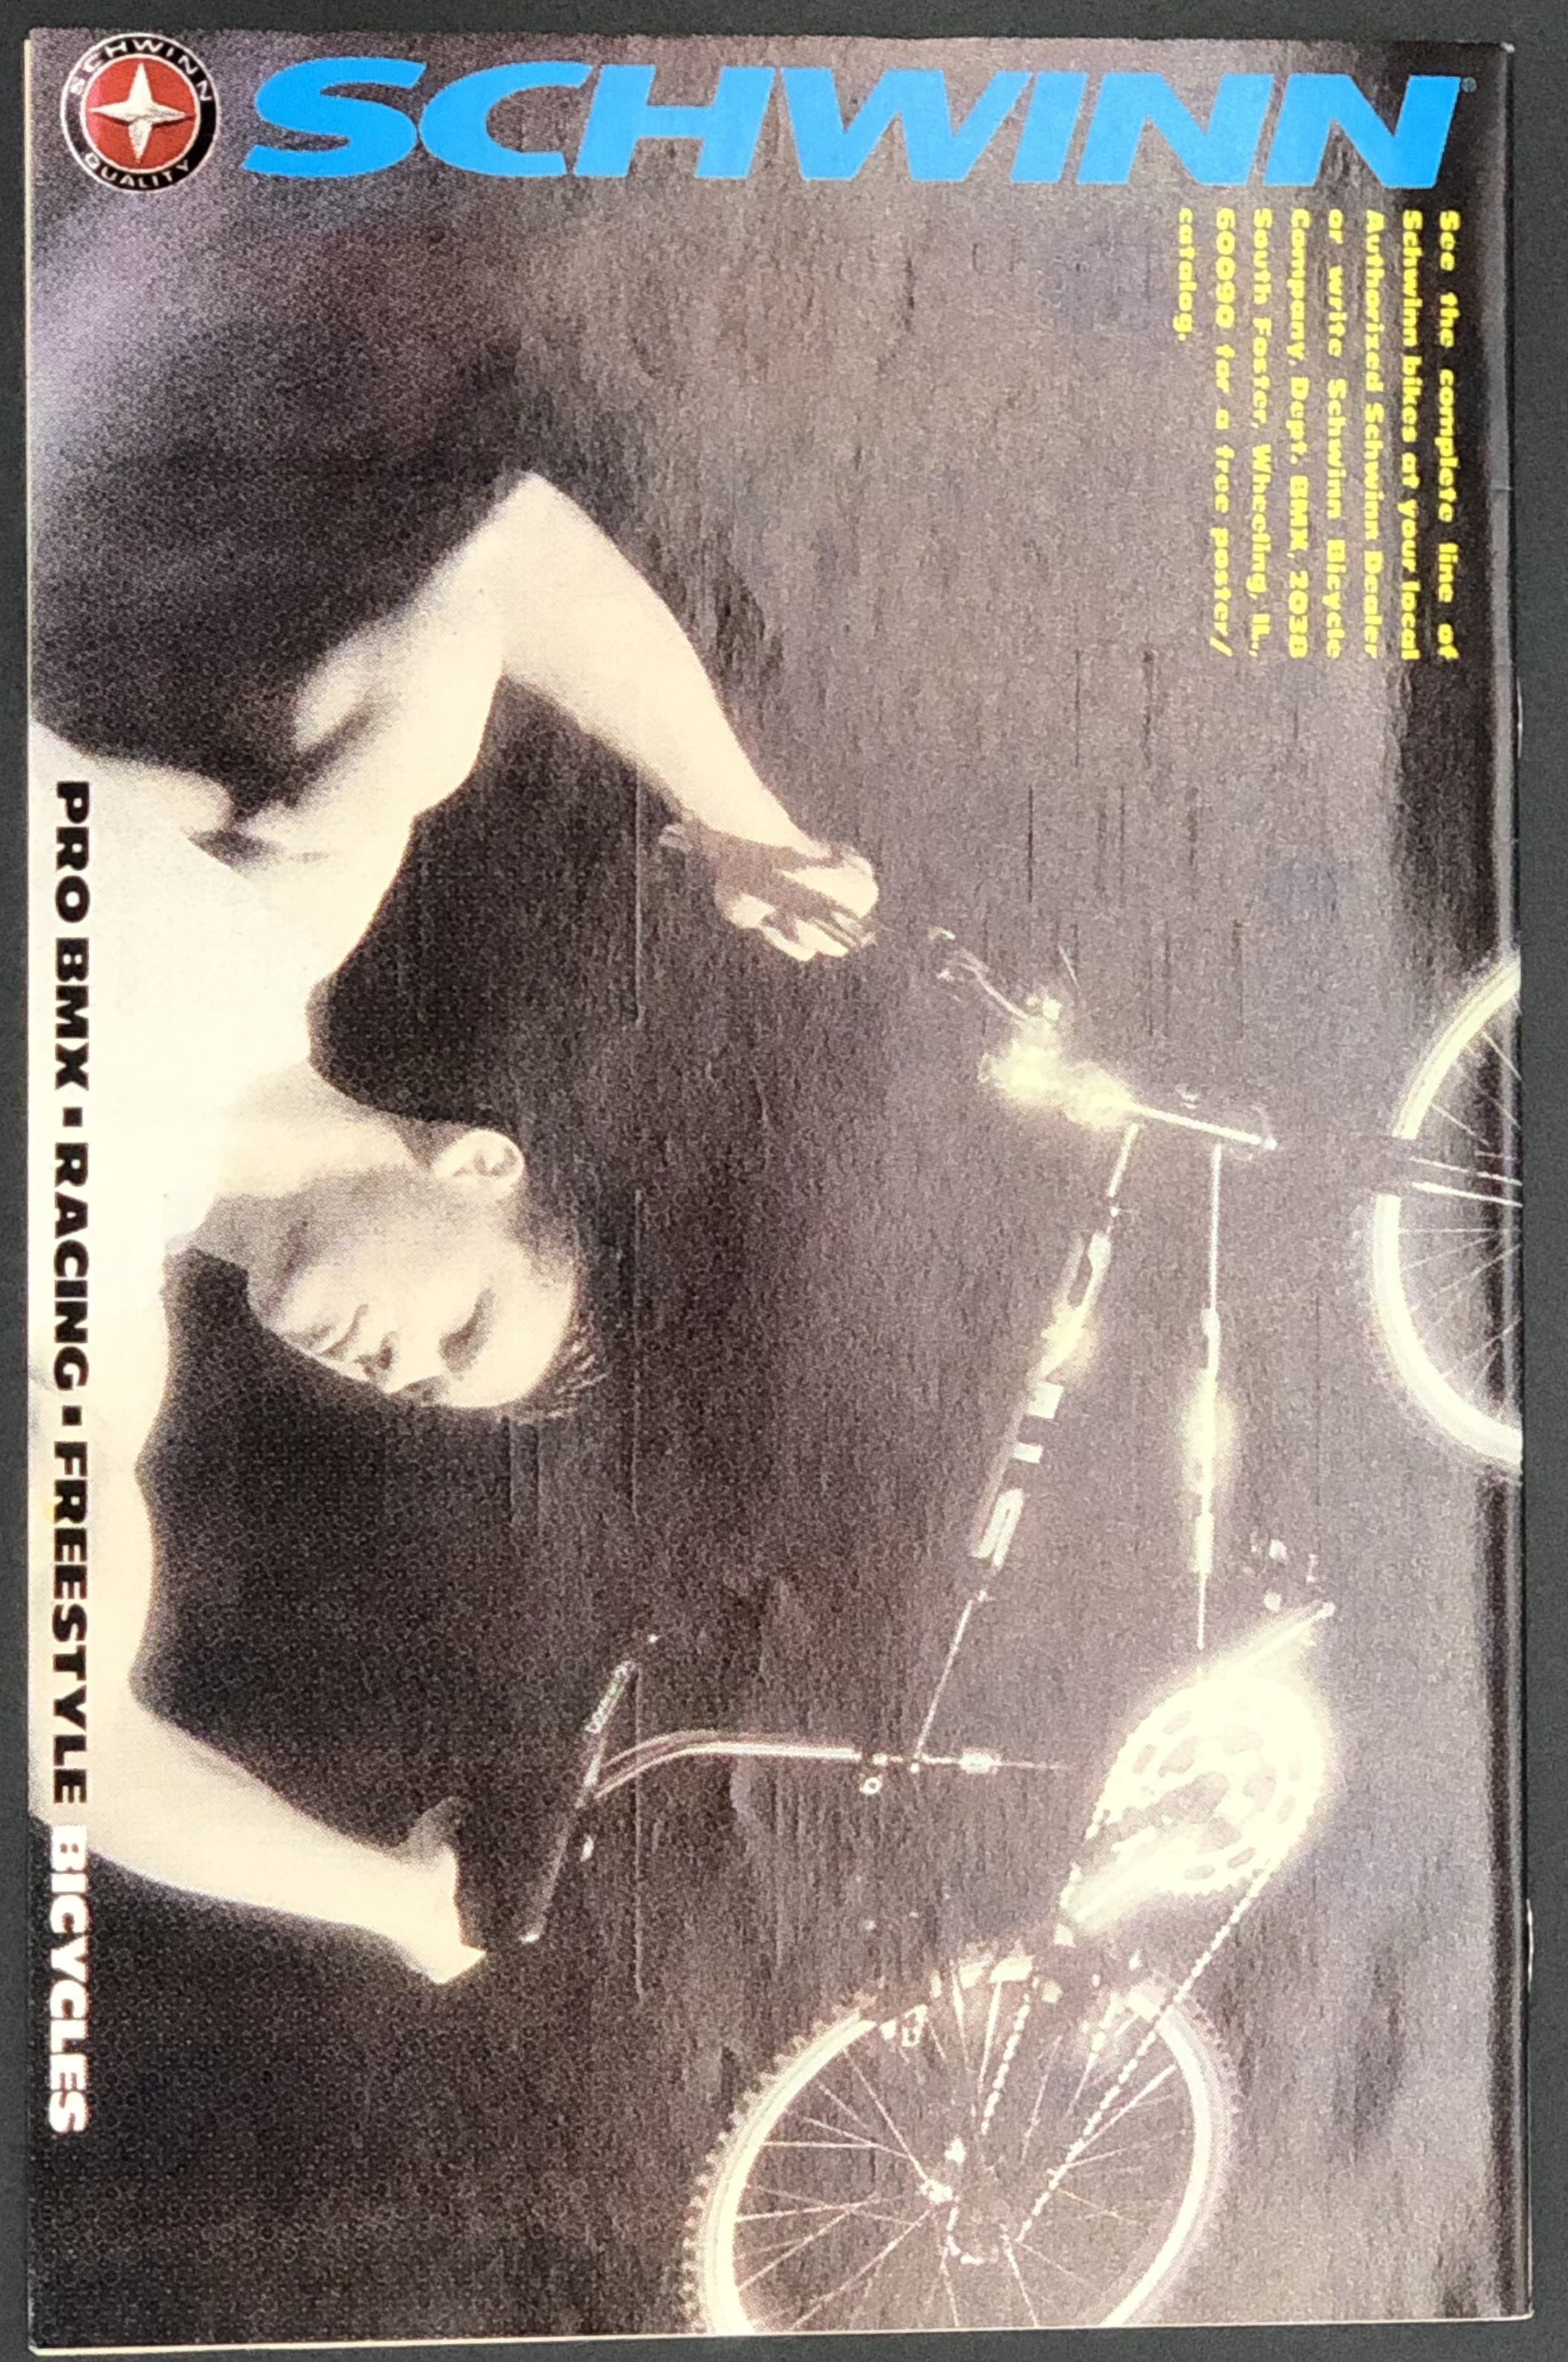 SCHWINN
QUALITY
SCHWINN®
See the complete line of
Schwinn bikes at your local
Authorized Schwinn Dealer
or write Schwinn Bicycle
Company, Dept. BMX, 203B
South Foster, Wheeling, IL.,
60090 for a free poster/
catalog.
PRO BMX ▪ RACING ▪ FREESTYLE BICYCLES